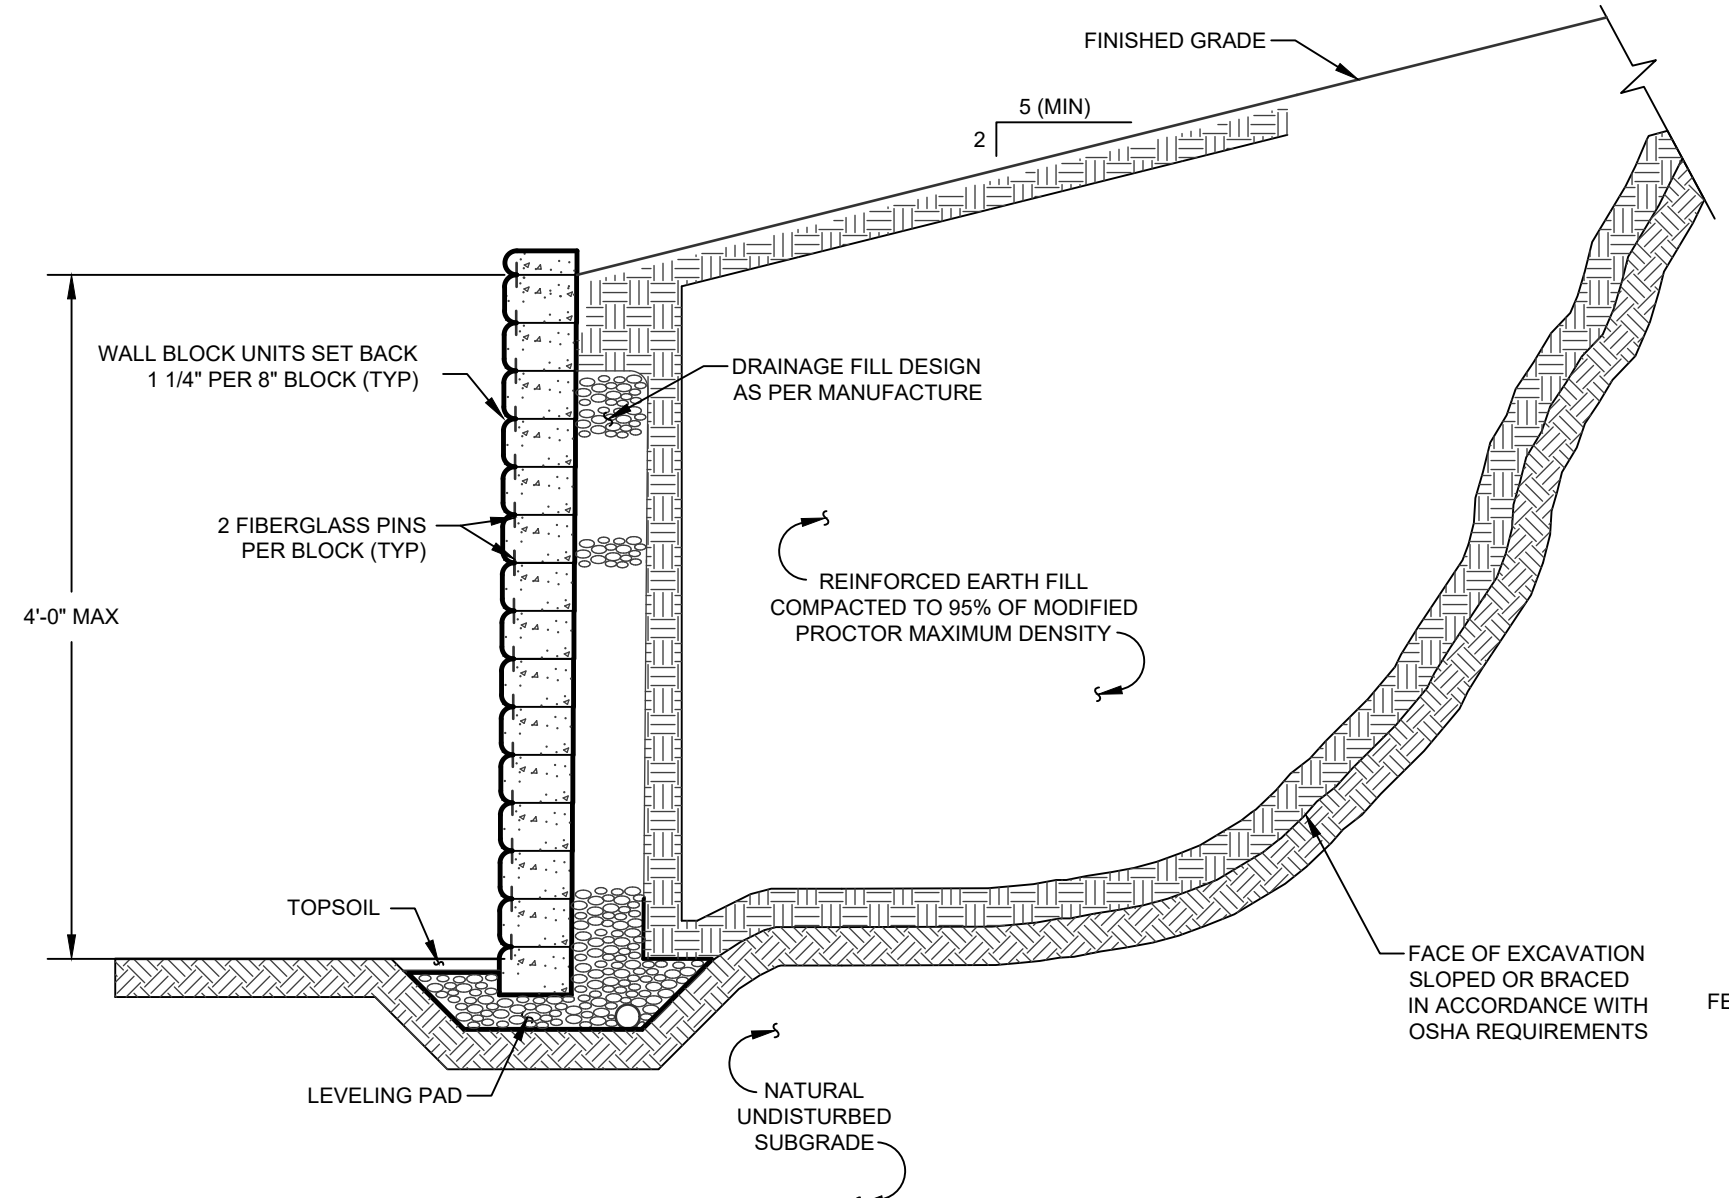 FINISHED GRADE
5 (MIN)
2
WALL BLOCK UNITS SET BACK
1 1/4" PER 8" BLOCK (TYP)
DRAINAGE FILL DESIGN
AS PER MANUFACTURE
2 FIBERGLASS PINS
PER BLOCK (TYP)
REINFORCED EARTH FILL
COMPACTED TO 95% OF MODIFIED
PROCTOR MAXIMUM DENSITY
4'-0" MAX
TOPSOIL
FACE OF EXCAVATION
SLOPED OR BRACED
IN ACCORDANCE WITH
OSHA REQUIREMENTS
FE
LEVELING PAD
NATURAL
UNDISTURBED
SUBGRADE